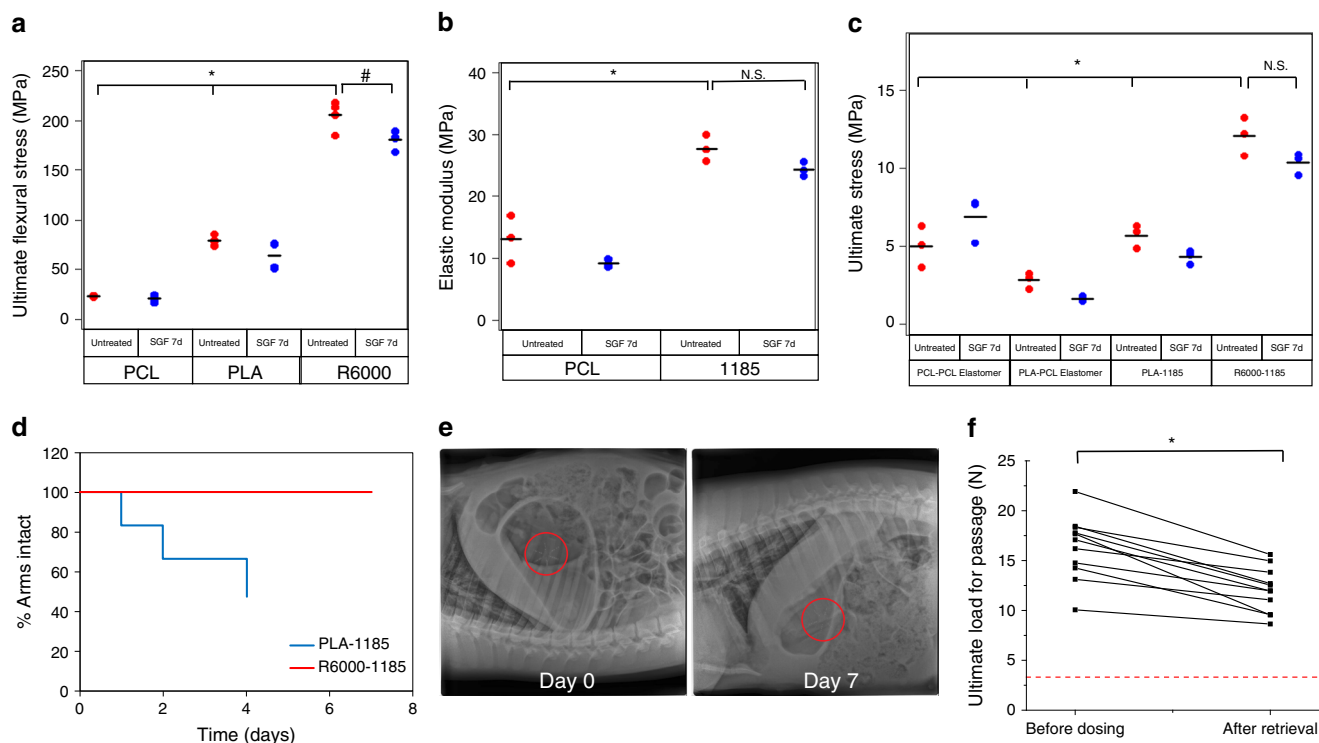 a
Ultimate flexural stress (MPa)
250
200
150
100
50
0
*
#
Untreated SGF 7d Untreated SGF 7d Untreated SGF 7d
PCL PLA R6000
b
Elastic modulus (MPa)
40
30
20
10
0
*
N.S.
Untreated SGF 7d Untreated SGF 7d
PCL 1185
c
Ultimate stress (MPa)
15
10
5
0
*
N.S.
Untreated SGF 7d Untreated SGF 7d Untreated SGF 7d Untreated SGF 7d
PCL-PCL Elastomer PLA-PCL Elastomer PLA-1185 R6000-1185
d
% Arms intact
120
100
80
60
40
20
0
PLA-1185
R6000-1185
0 2 4 6 8
Time (days)
e
Day 0
Day 7
f
Ultimate load for passage (N)
25
20
15
10
5
0
*
Before dosing After retrieval